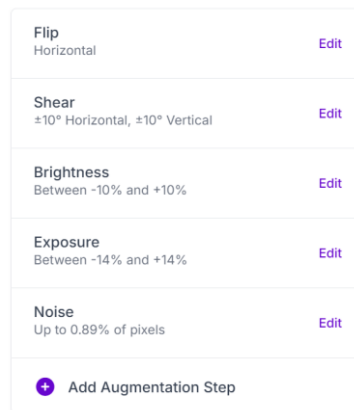 Flip
Horizontal
Edit
Shear
±10° Horizontal, ±10° Vertical
Edit
Brightness
Between -10% and +10%
Edit
Exposure
Between -14% and +14%
Edit
Noise
Up to 0.89% of pixels
Edit
Add Augmentation Step